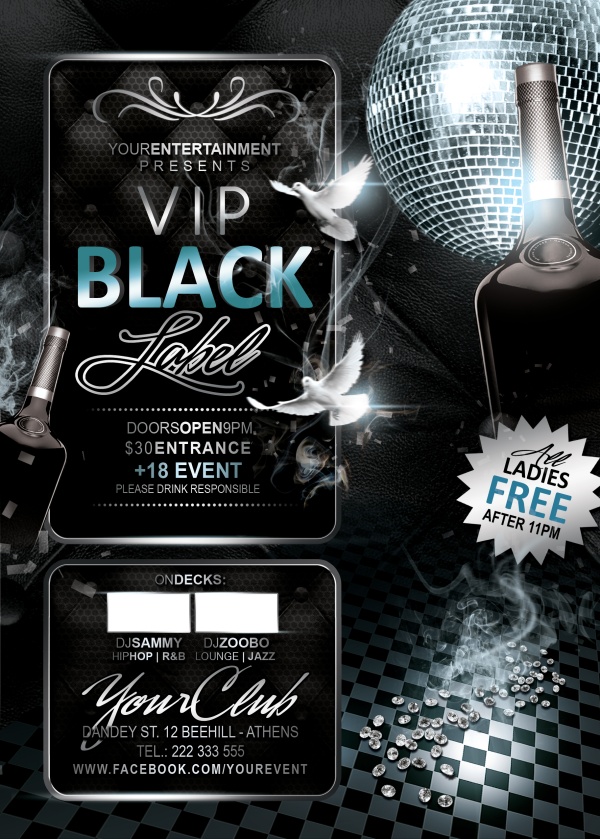 YOURENTERTAINMENT
PRESENTS
VIP
BLACK
Label
DOORSOPEN9PM,
$30ENTRANCE
+18 EVENT
PLEASE DRINK RESPONSIBLE
All
LADIES
FREE
AFTER 11PM
ONDECKS:
DJSAMMY DJZOOBO
HIPHOP | R&B LOUNGE | JAZZ
YourClub
DANDEY ST. 12 BEEHILL - ATHENS
TEL.: 222 333 555
WWW.FACEBOOK.COM/YOUREVENT